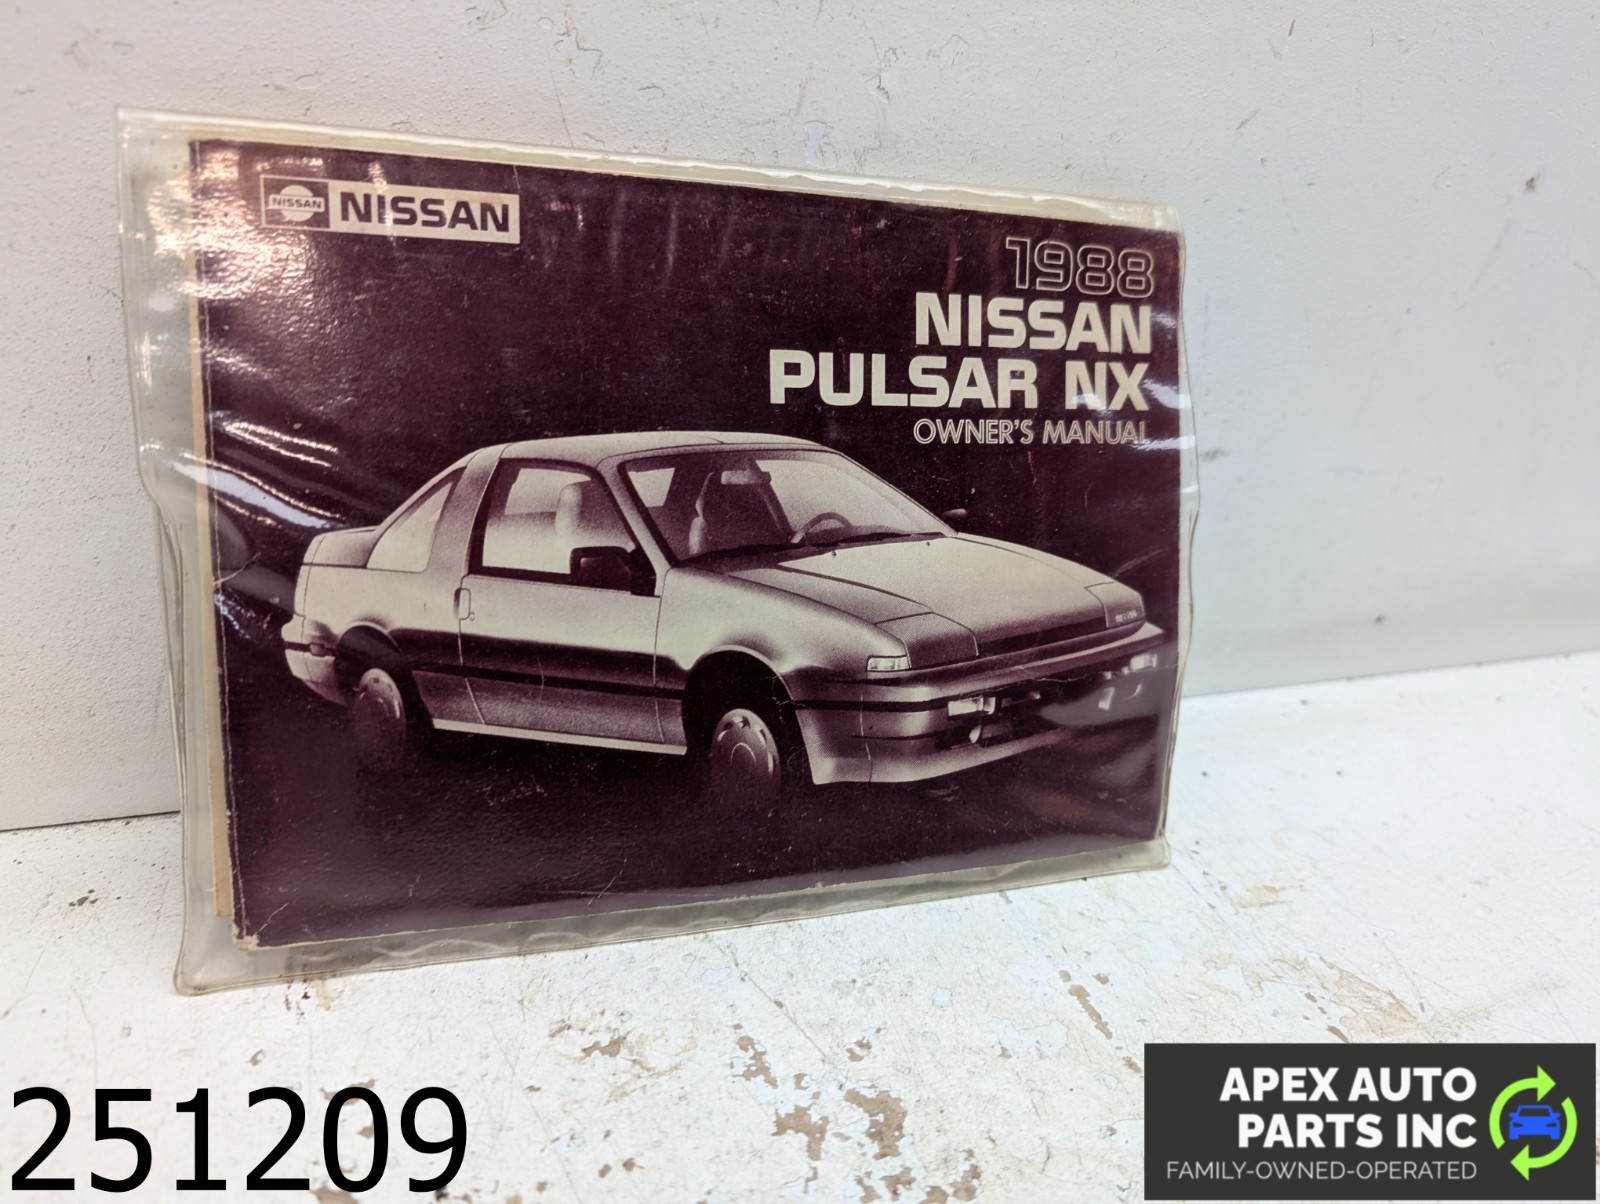 NISSAN
NISSAN
1988
NISSAN
PULSAR NX
OWNER'S MANUAL
251209
APEX AUTO
PARTS INC
FAMILY-OWNED-OPERATED